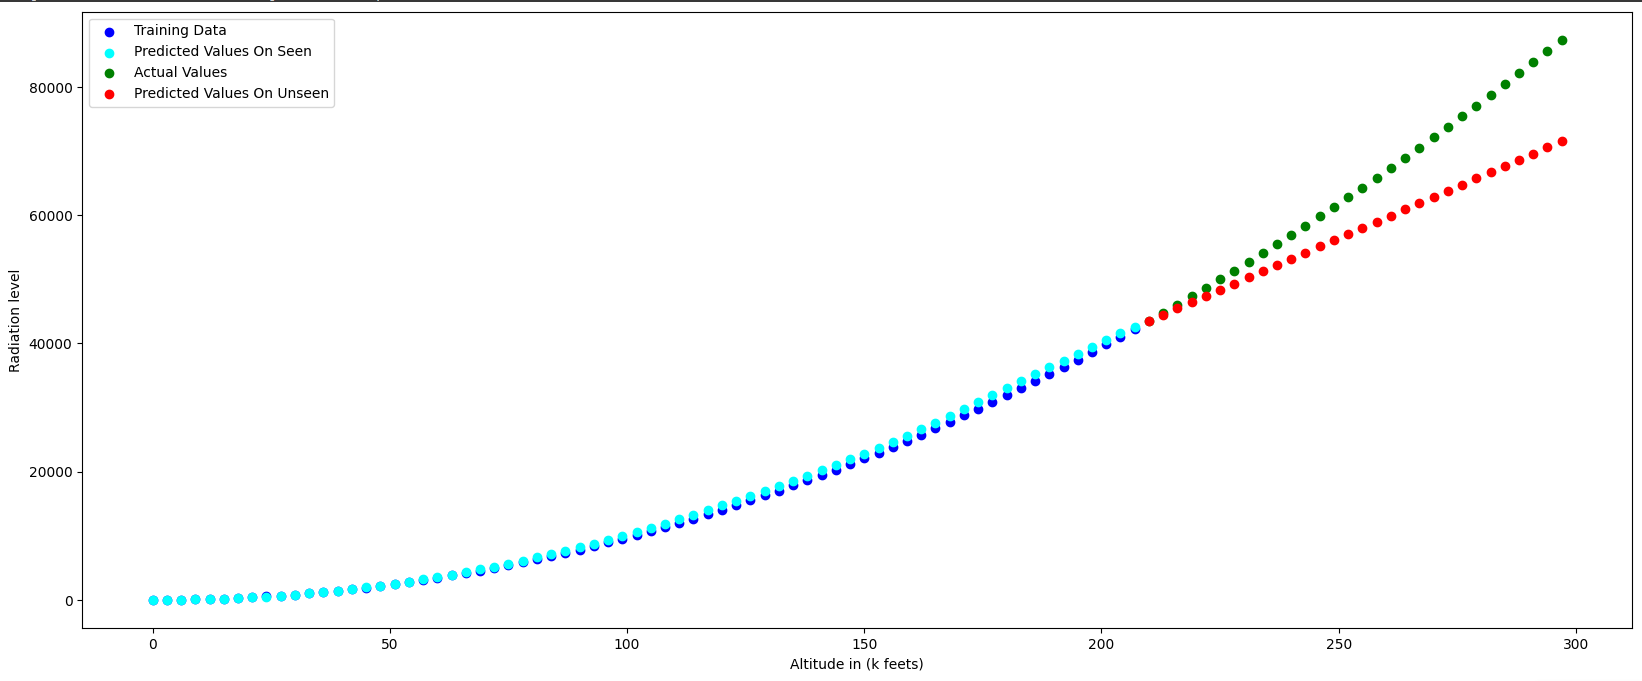 Training Data
Predicted Values On Seen
Actual Values
Predicted Values On Unseen
80000
60000
40000
20000
0
Radiation level
0 50 100 150 200 250 300
Altitude in (k feets)